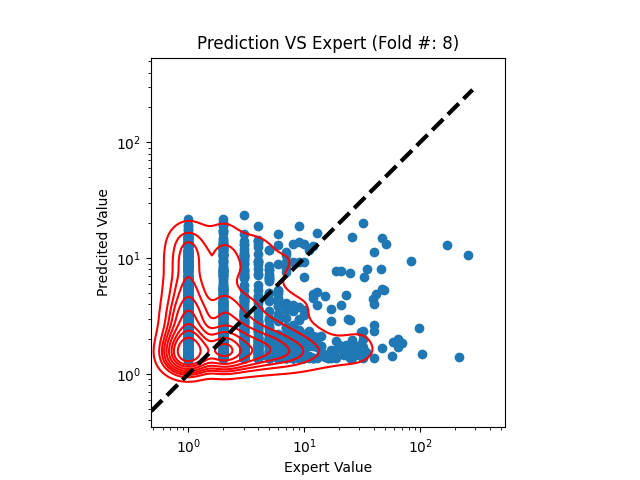 Prediction VS Expert (Fold #: 8)
10²
10¹
10⁰
Predcited Value
10⁰ 10¹ 10²
Expert Value